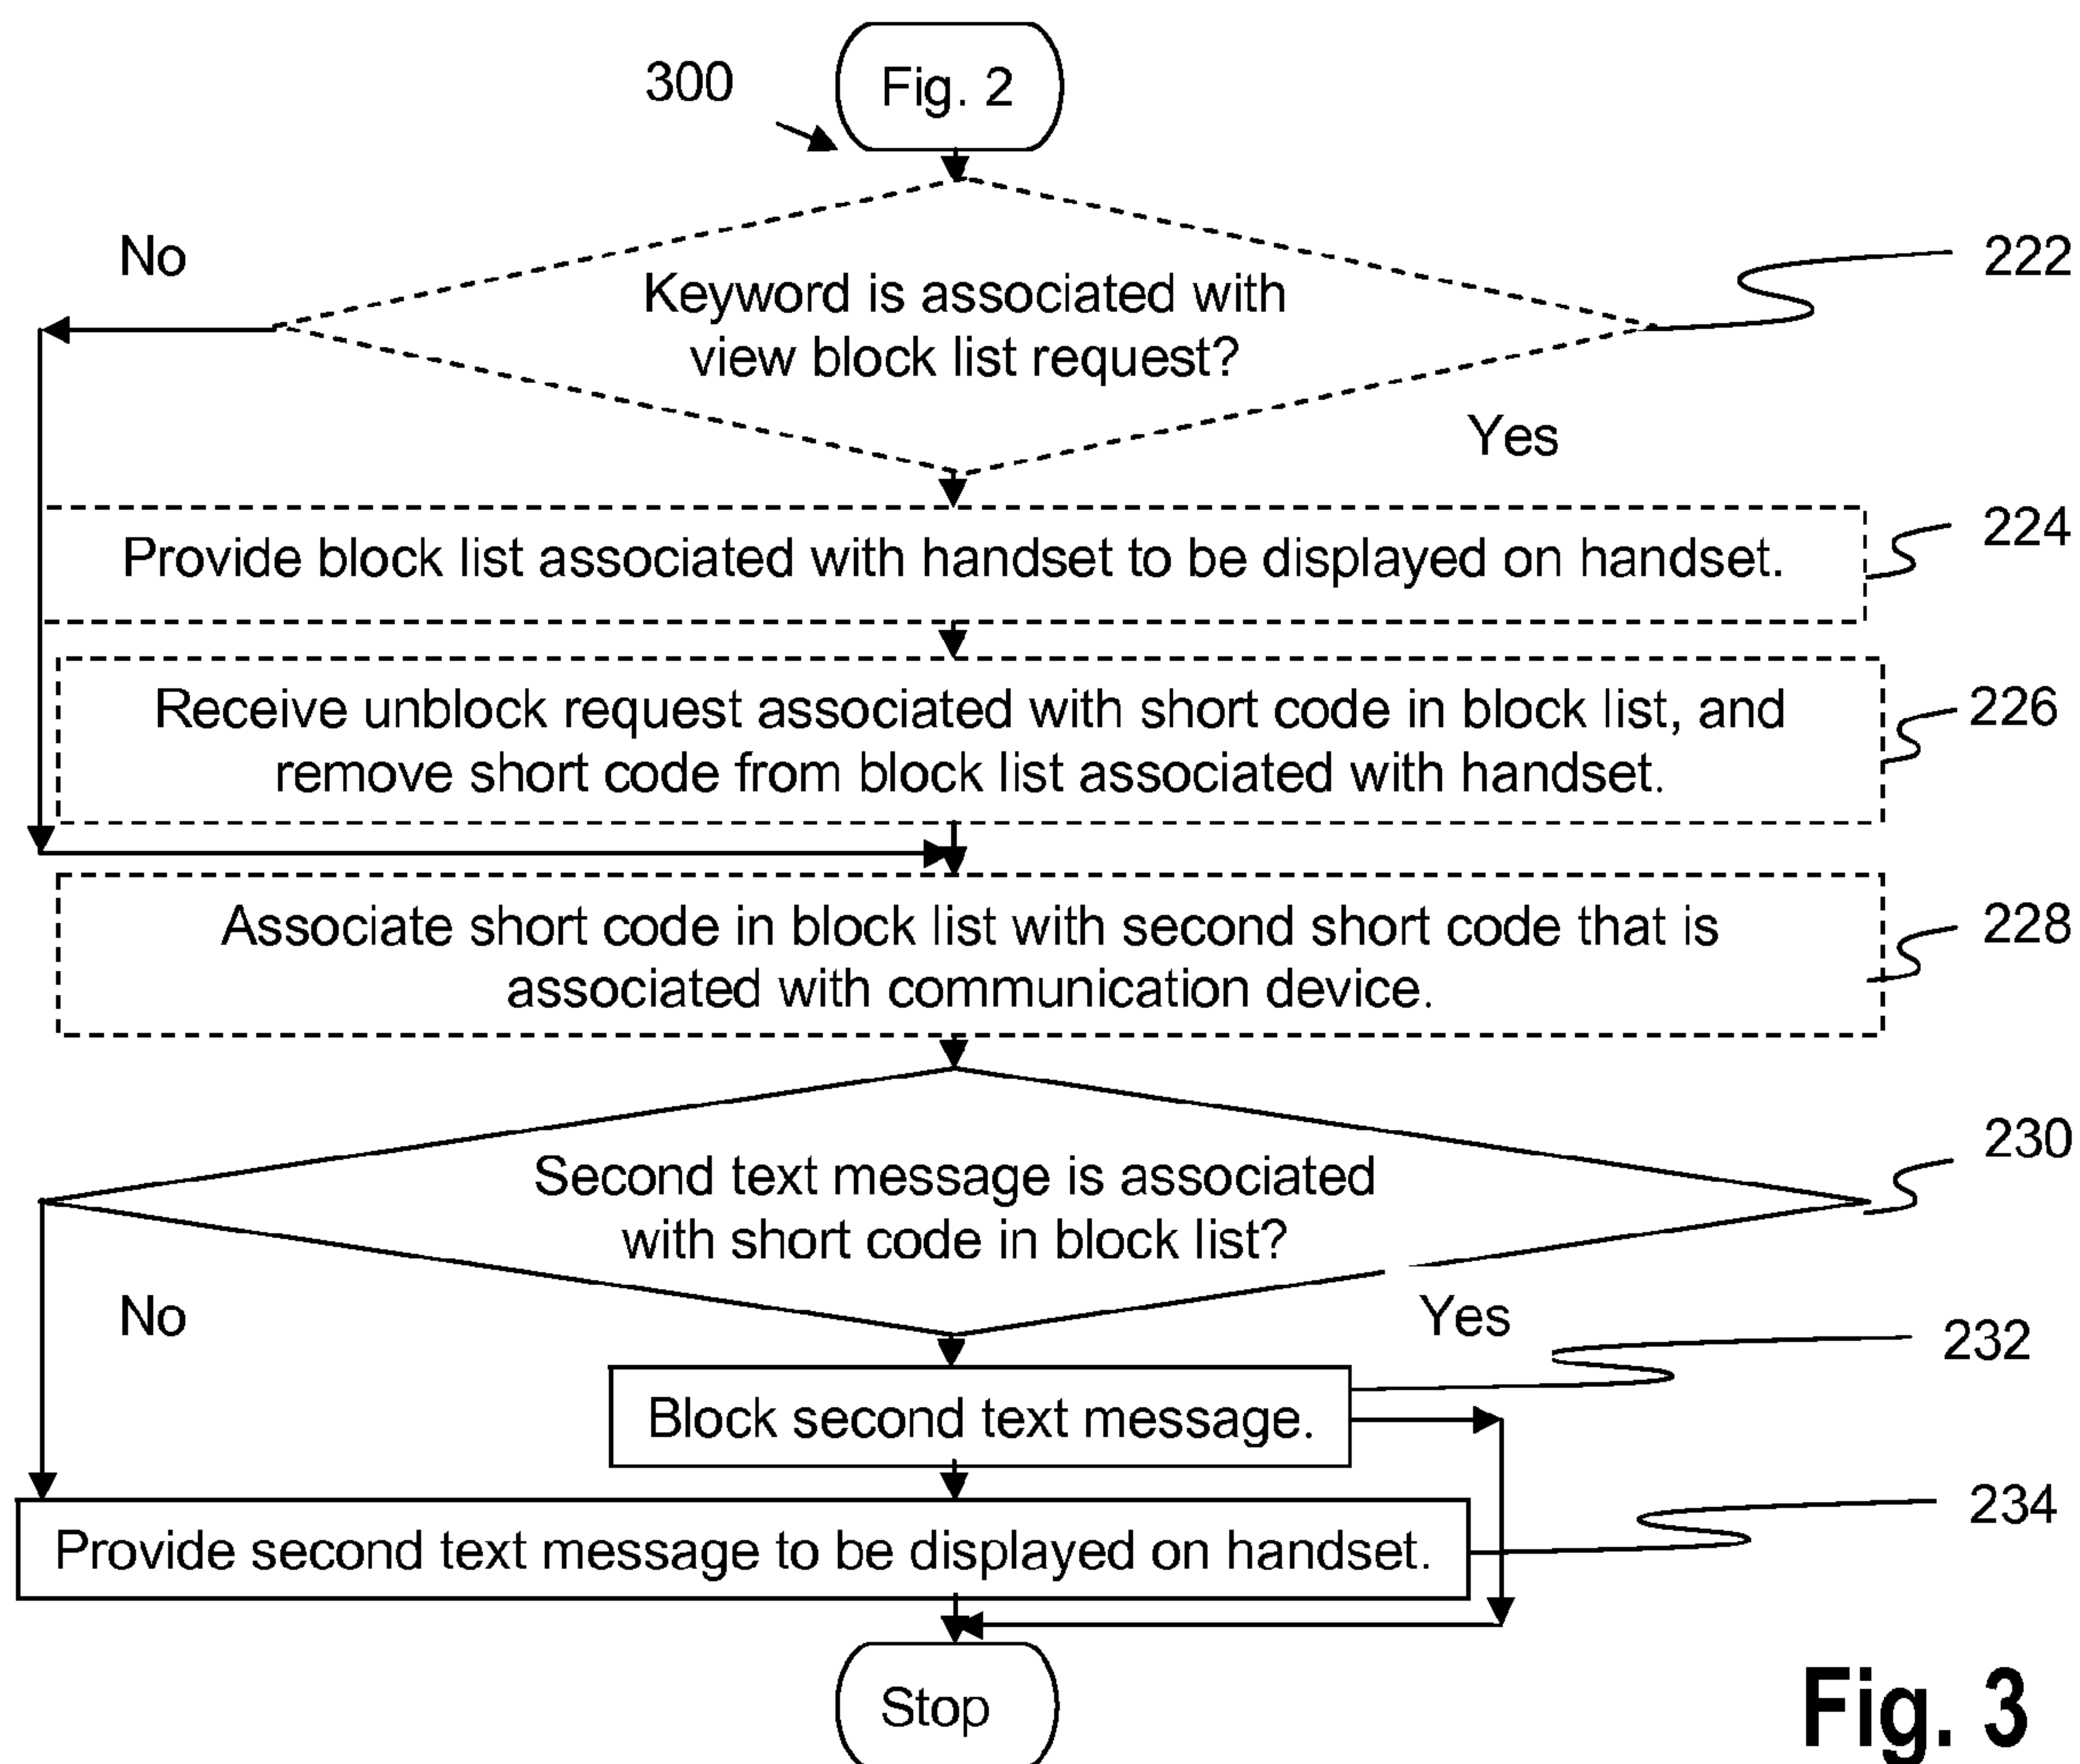 300
Fig. 2
No
222
Keyword is associated with
view block list request?
Yes
224
Provide block list associated with handset to be displayed on handset.
226
Receive unblock request associated with short code in block list, and
remove short code from block list associated with handset.
228
Associate short code in block list with second short code that is
associated with communication device.
230
Second text message is associated
with short code in block list?
No
Yes
232
Block second text message.
234
Provide second text message to be displayed on handset.
Stop
Fig. 3